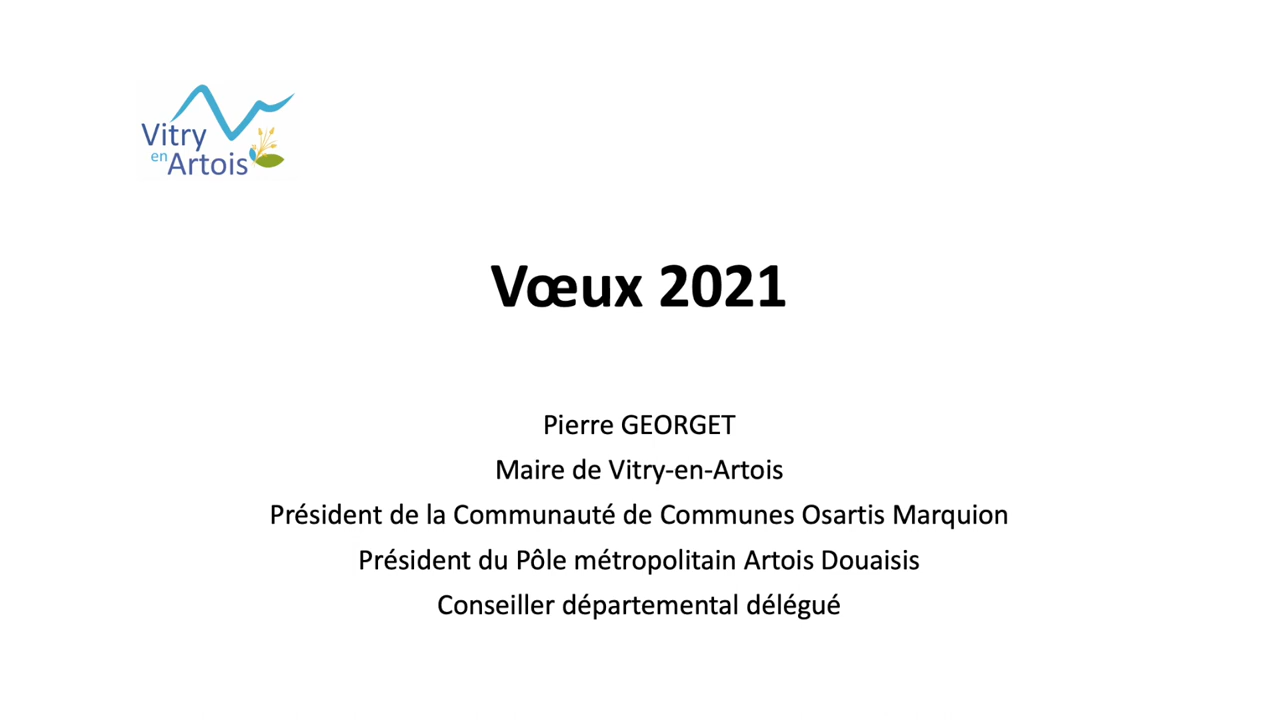 Vitry
en
Artois
Vœux 2021
Pierre GEORGET
Maire de Vitry-en-Artois
Président de la Communauté de Communes Osartis Marquion
Président du Pôle métropolitain Artois Douaisis
Conseiller départemental délégué